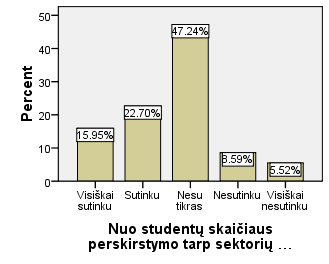 50
40
30
20
10
0
Percent
15.95%
22.70%
47.24%
8.59%
5.52%
Visiškai
sutinku
Sutinku
Nesu
tikras
Nesutinku
Visiškai
nesutinku
Nuo studentų skaičiaus
perskirstymo tarp sektorių ...